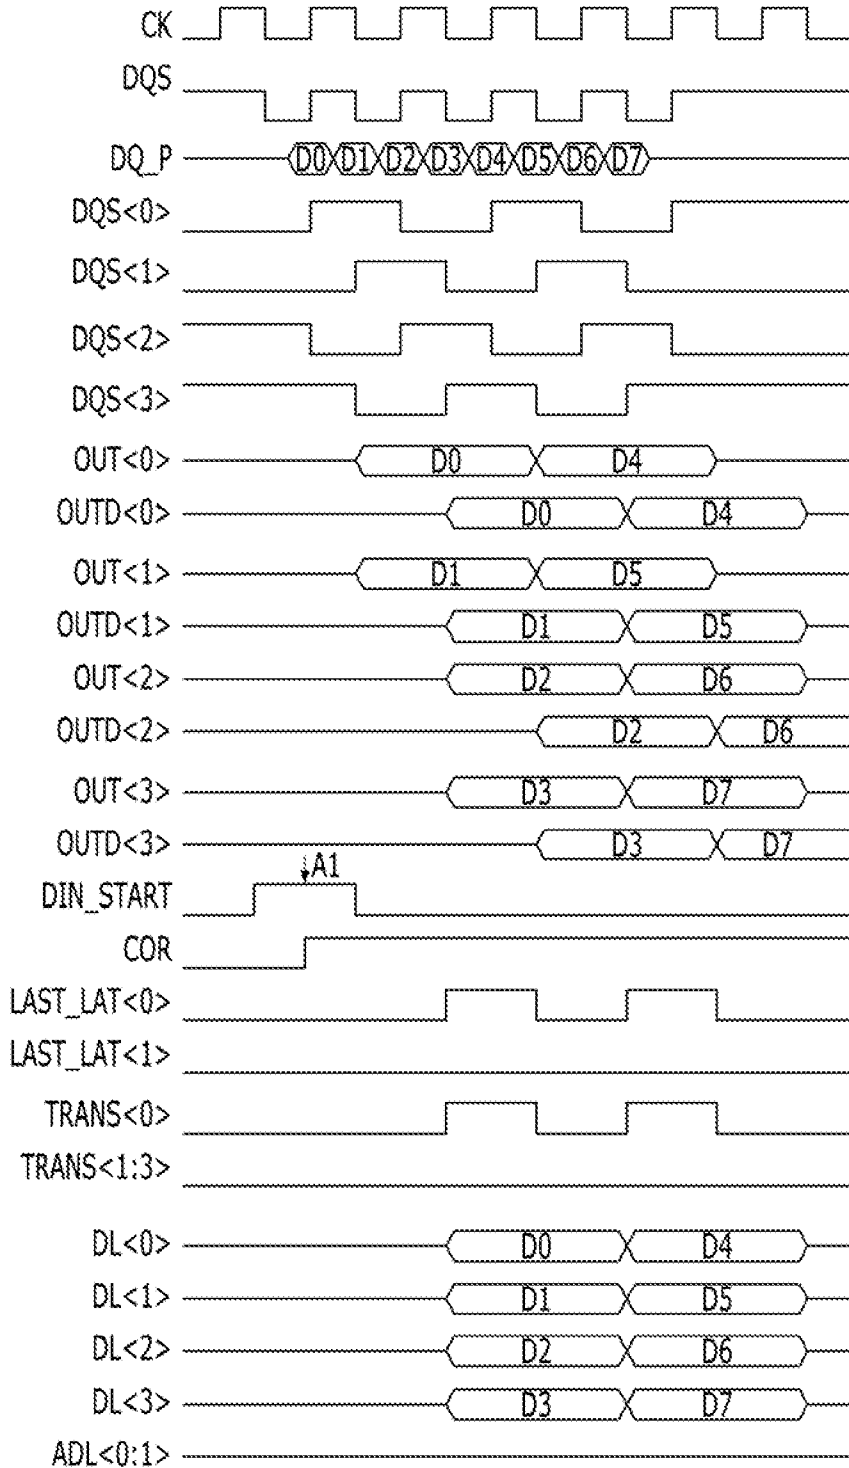 CK
DQS
DQ_P D0 D1 D2 D3 D4 D5 D6 D7
DQS<0>
DQS<1>
DQS<2>
DQS<3>
OUT<0> D0 D4
OUTD<0> D0 D4
OUT<1> D1 D5
OUTD<1> D1 D5
OUT<2> D2 D6
OUTD<2> D2 D6
OUT<3> D3 D7
OUTD<3> D3 D7
A1
DIN_START
COR
LAST_LAT<0>
LAST_LAT<1>
TRANS<0>
TRANS<1:3>
DL<0> D0 D4
DL<1> D1 D5
DL<2> D2 D6
DL<3> D3 D7
ADL<0:1>